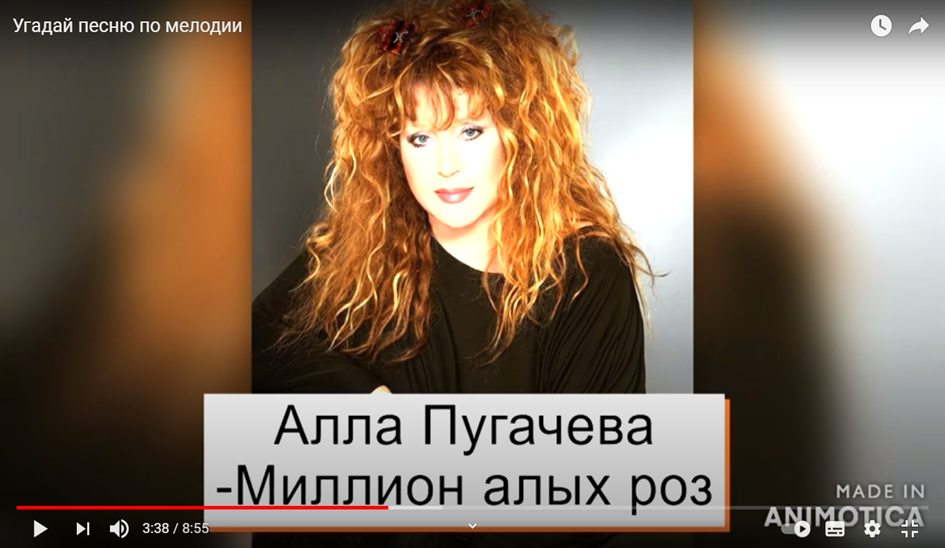 Угадай песню по мелодии
Алла Пугачева
-Миллион алых роз
MADE IN
ANIMOTICA
3:38 / 8:55